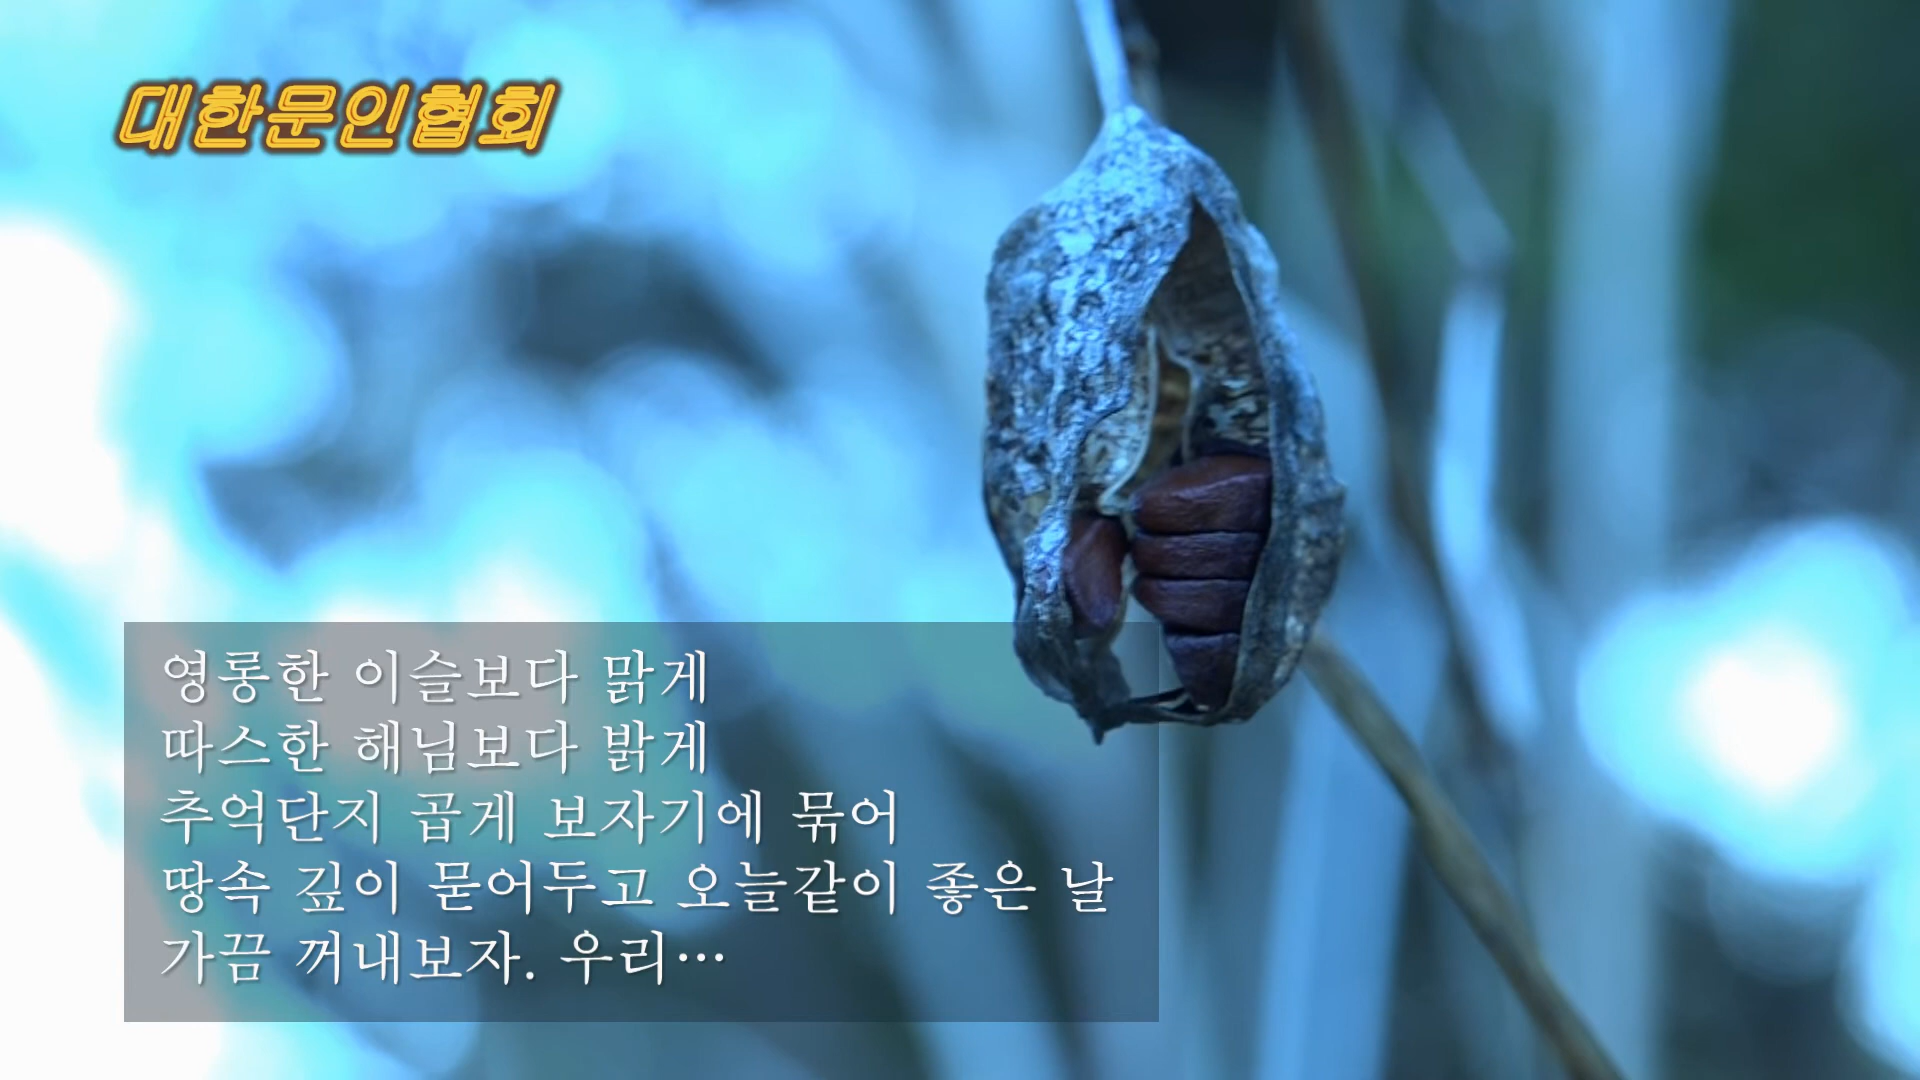 대한문인협회
영롱한 이슬보다 맑게
따스한 해님보다 밝게
추억단지 곱게 보자기에 묶어
땅속 깊이 묻어두고 오늘같이 좋은 날
가끔 꺼내보자. 우리…